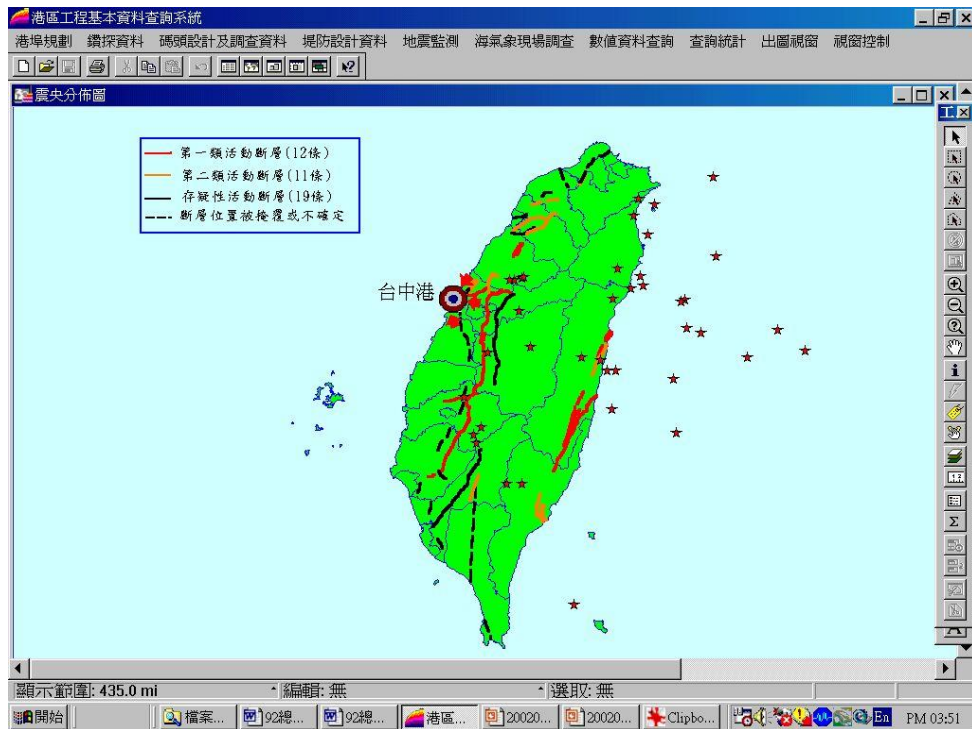 港區工程基本資料查詢系統
港埠規劃 鑽探資料 碼頭設計及調查資料 堤防設計資料 地震監測 海氣象現場調查 數值資料查詢 查詢統計 出圖視窗 視窗控制
震央分佈圖
工
第一類活動斷層(12條)
第二類活動斷層(11條)
存疑性活動斷層(19條)
斷層位置被掩覆或不確定
台中港
顯示範圍: 435.0 mi 編輯: 無 選取: 無
開始 檔案... 92總... 92總... 港區... 20020... 20020... Clipbo... En PM 03:51